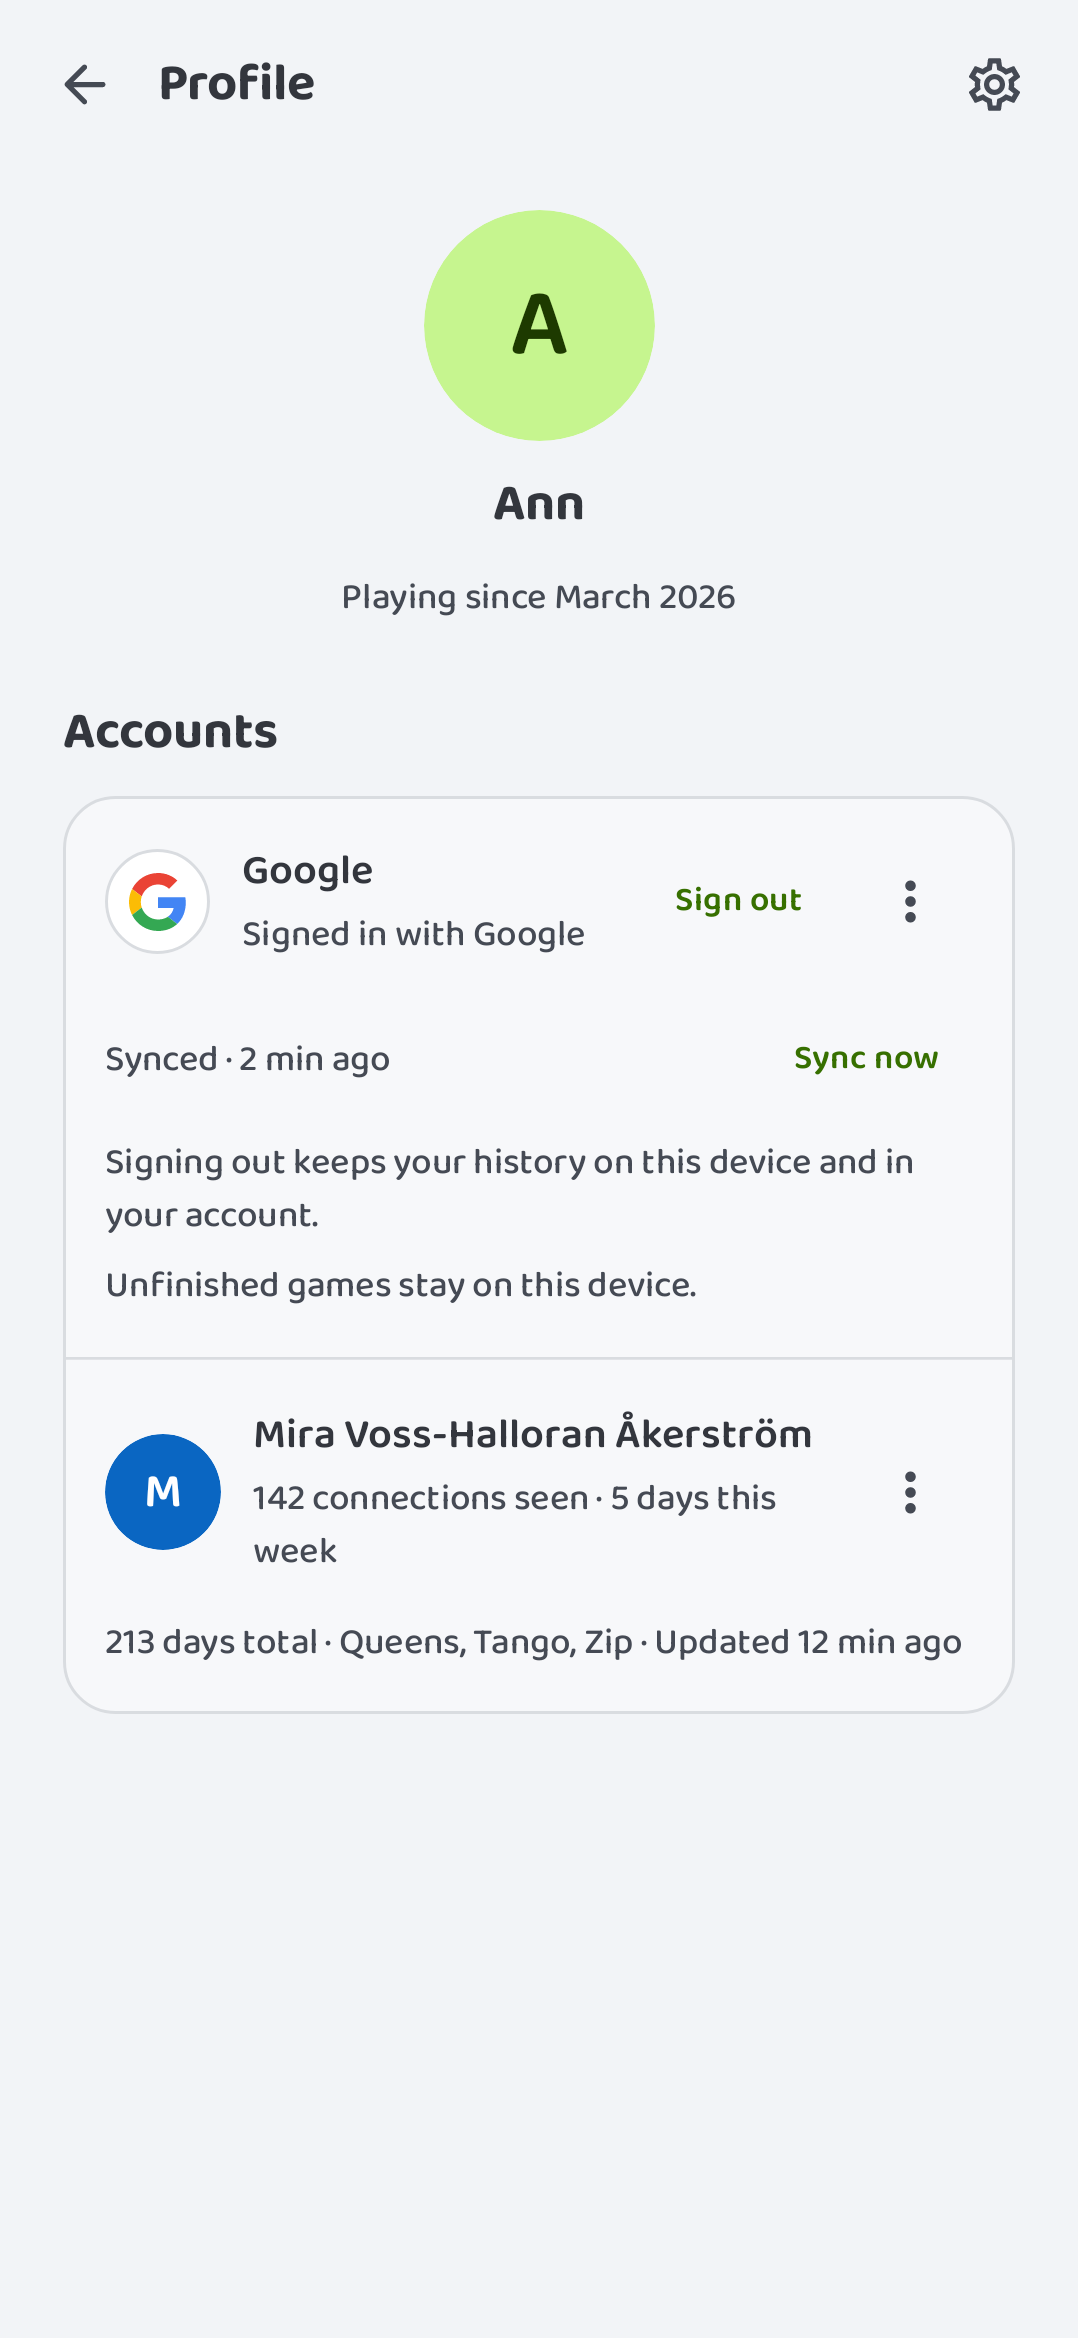 Profile
A
Ann
Playing since March 2026
Accounts
Google
Signed in with Google
Sign out
Synced · 2 min ago
Sync now
Signing out keeps your history on this device and in
your account.
Unfinished games stay on this device.
M
Mira Voss-Halloran Åkerström
142 connections seen · 5 days this
week
213 days total · Queens, Tango, Zip · Updated 12 min ago